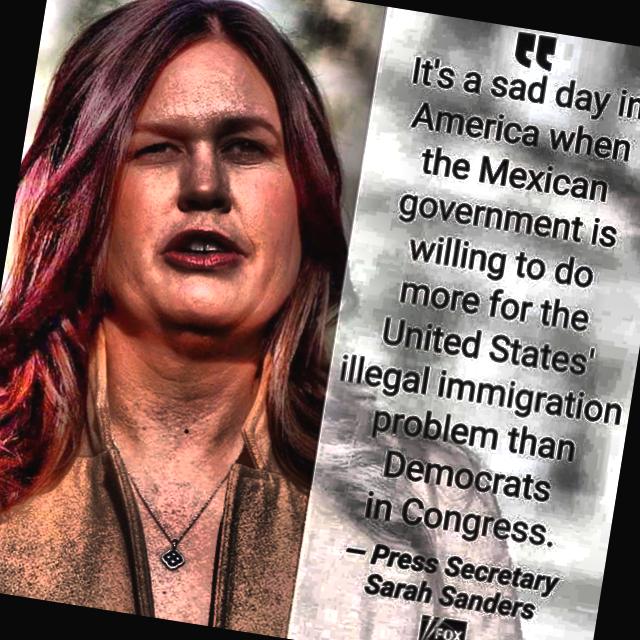 It's a sad day in
America when
the Mexican
government is
willing to do
more for the
United States'
illegal immigration
problem than
Democrats
in Congress.
— Press Secretary
Sarah Sanders